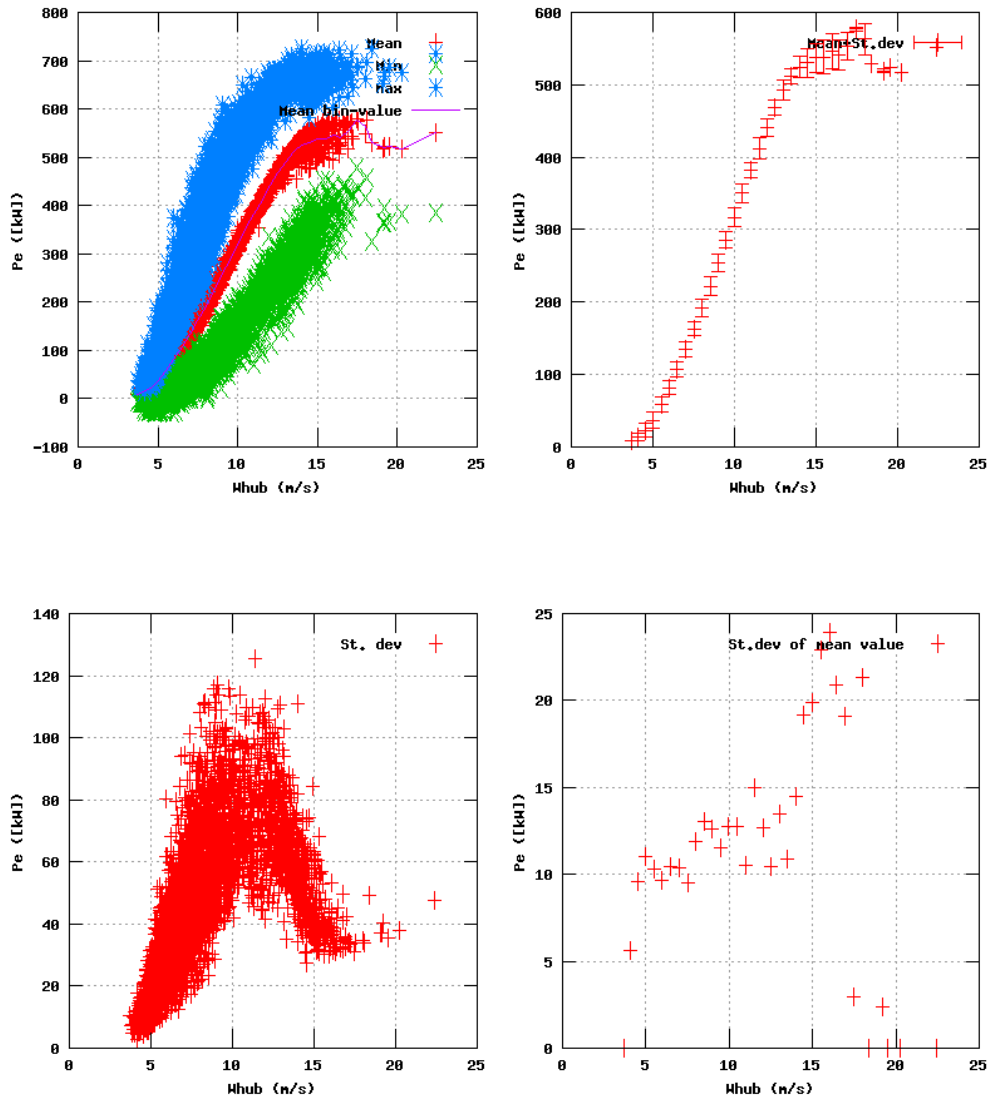 800
700
600
500
400
300
200
100
0
-100
Pe ([kW])
Mean
Min
Max
Mean bin-value
0 5 10 15 20 25
Whub (m/s)
600
500
400
300
200
100
0
Pe ([kW])
Mean+St.dev
0 5 10 15 20 25
Whub (m/s)
140
120
100
80
60
40
20
0
Pe ([kW])
St. dev
0 5 10 15 20 25
Whub (m/s)
25
20
15
10
5
0
Pe ([kW])
St.dev of mean value
0 5 10 15 20 25
Whub (m/s)